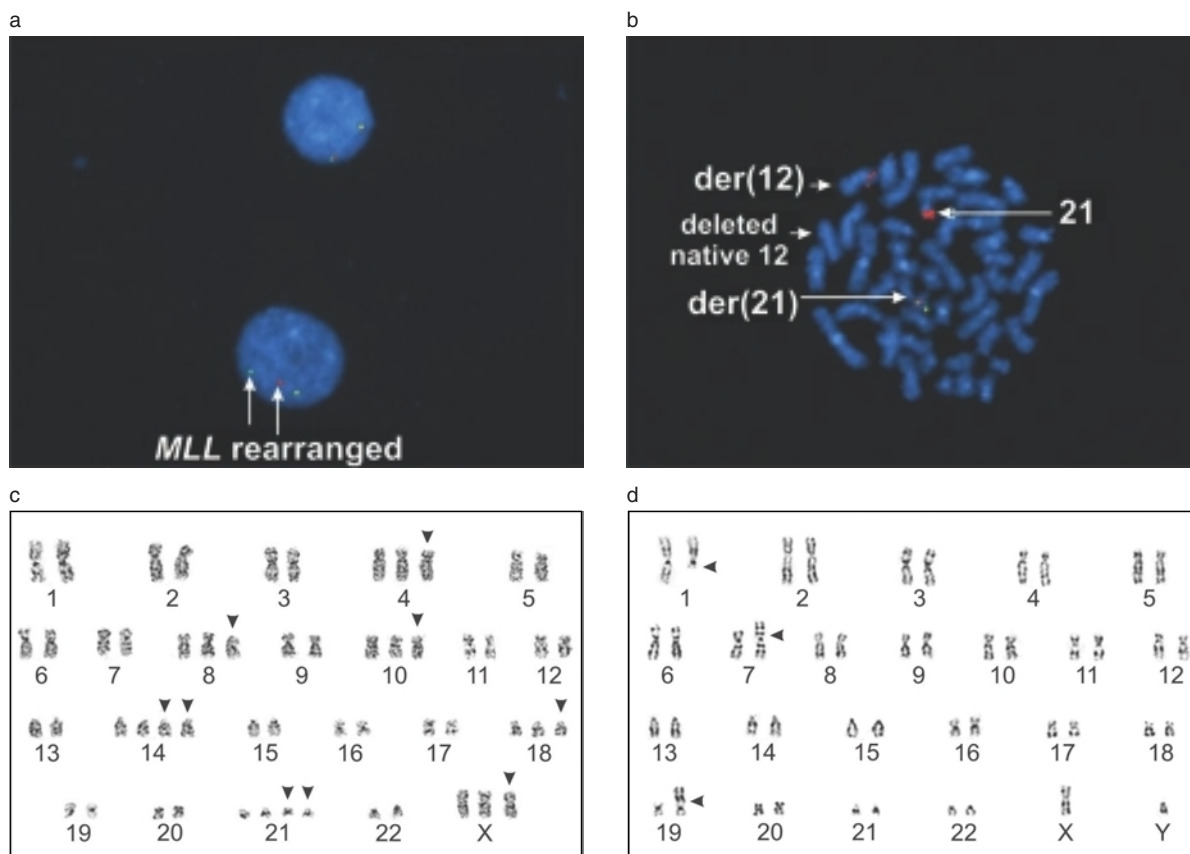 a
b
MLL rearranged
der(12)
deleted
native 12
der(21)
21
c
1 2 3 4 5
6 7 8 9 10 11 12
13 14 15 16 17 18
19 20 21 22 X
d
1 2 3 4 5
6 7 8 9 10 11 12
13 14 15 16 17 18
19 20 21 22 X Y